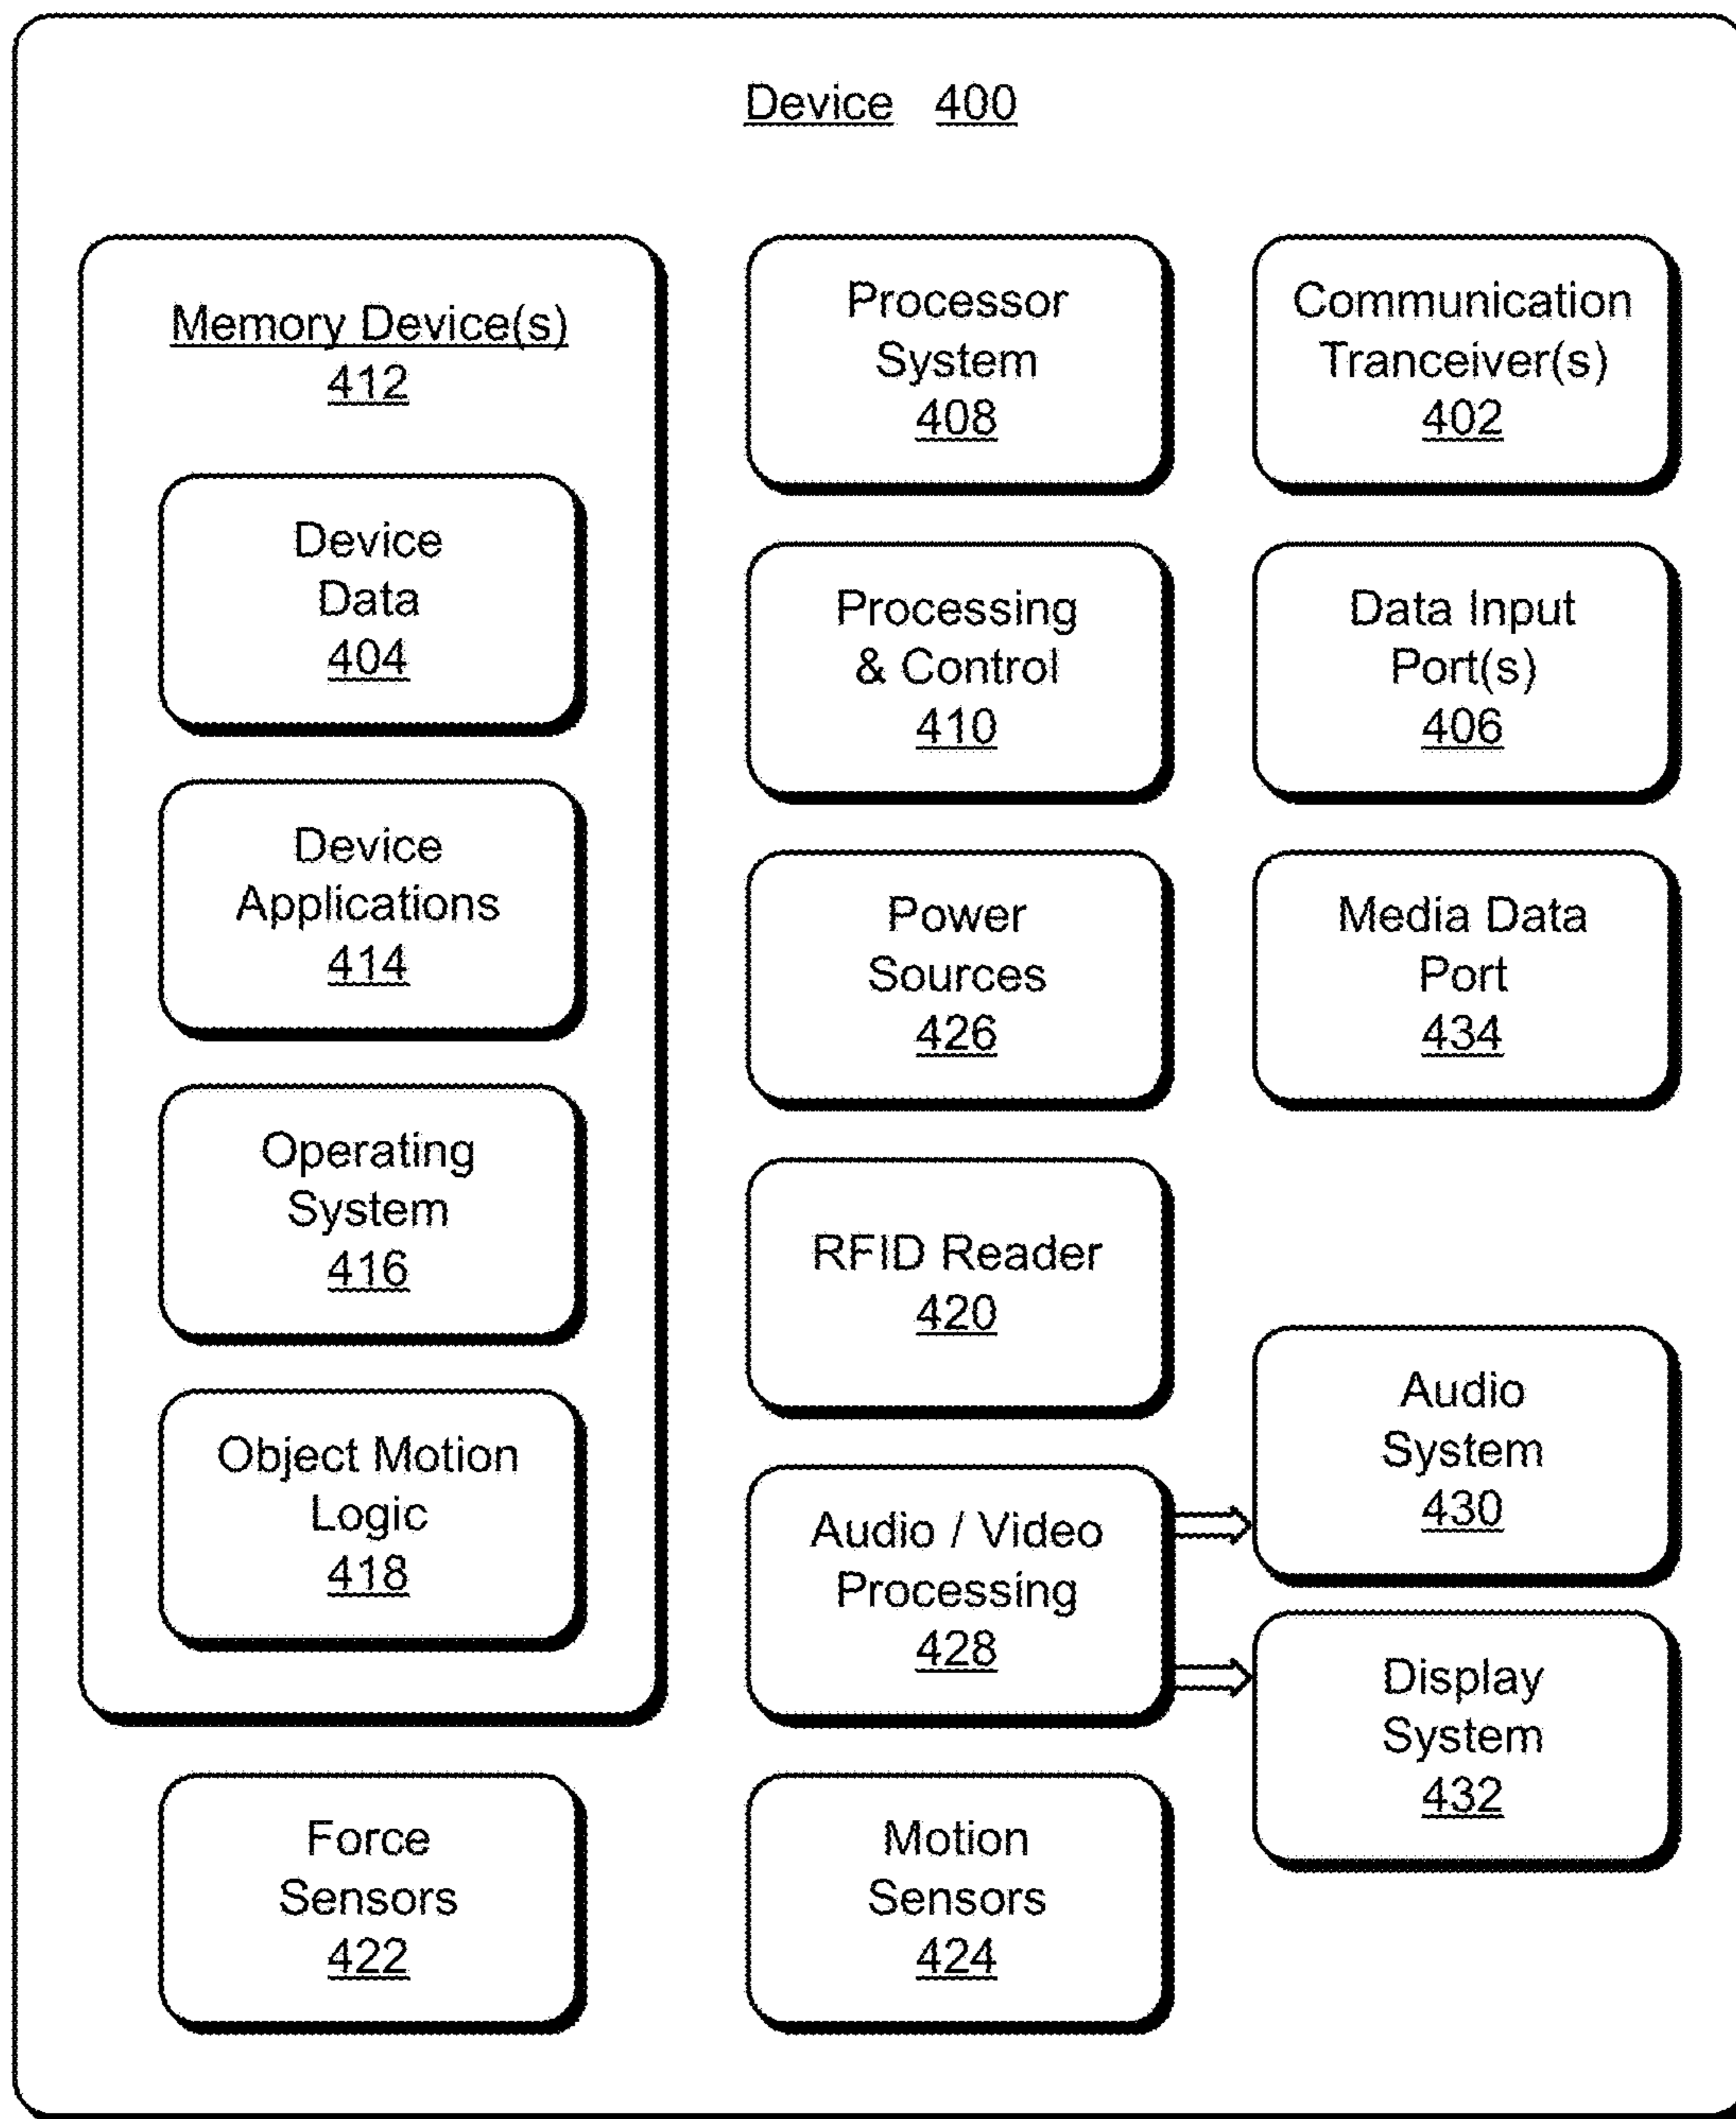 Device 400
Memory Device(s)
412
Device
Data
404
Device
Applications
414
Operating
System
416
Object Motion
Logic
418
Force
Sensors
422
Processor
System
408
Processing
& Control
410
Power
Sources
426
RFID Reader
420
Audio / Video
Processing
428
Motion
Sensors
424
Communication
Tranceiver(s)
402
Data Input
Port(s)
406
Media Data
Port
434
Audio
System
430
Display
System
432